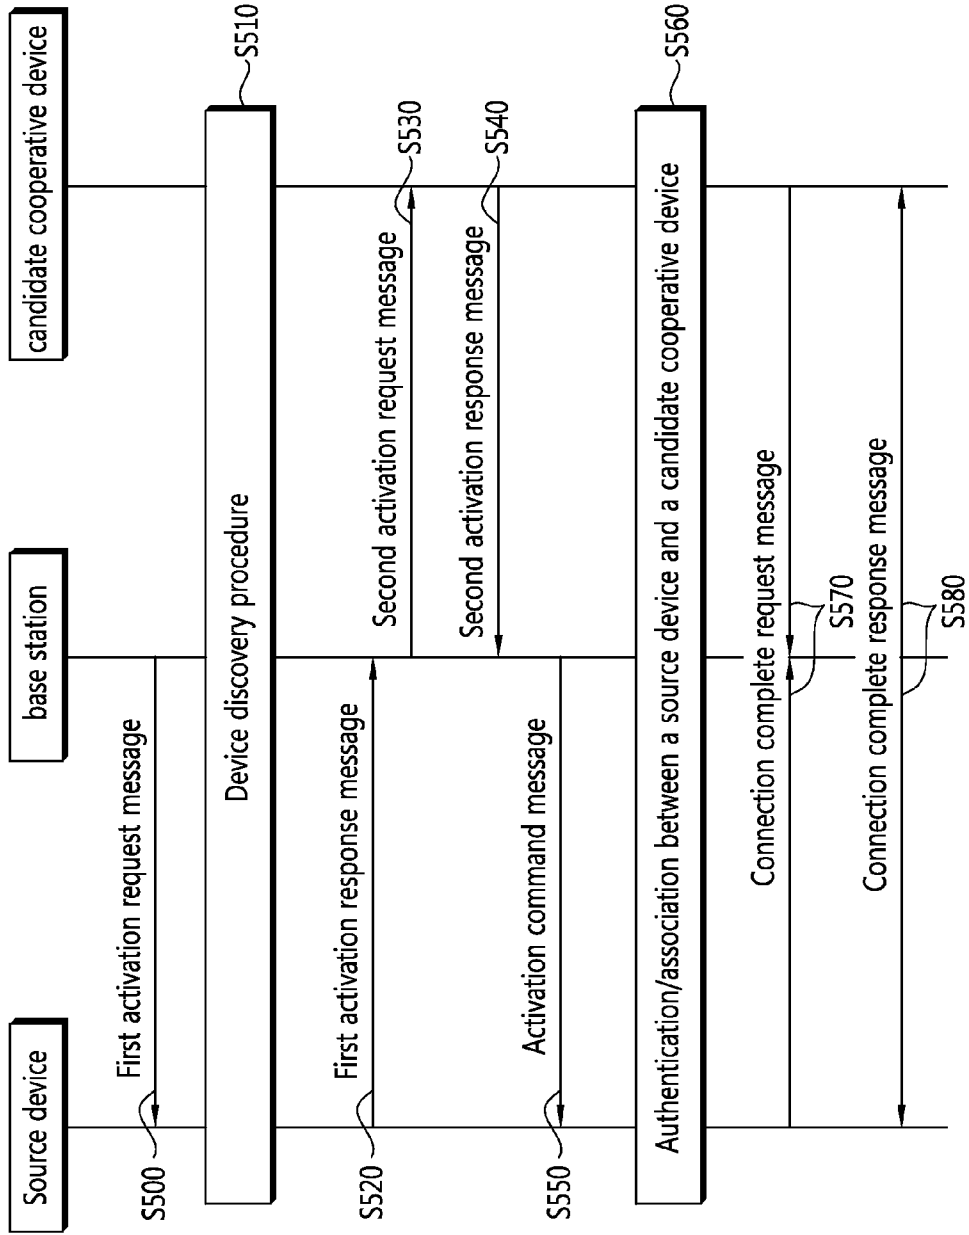 Source device
base station
candidate cooperative device
First activation request message
S500
Device discovery procedure
S510
First activation response message
S520
Second activation request message
S530
Second activation response message
S540
Activation command message
S550
Authentication/association between a source device and a candidate cooperative device
S560
Connection complete request message
S570
Connection complete response message
S580